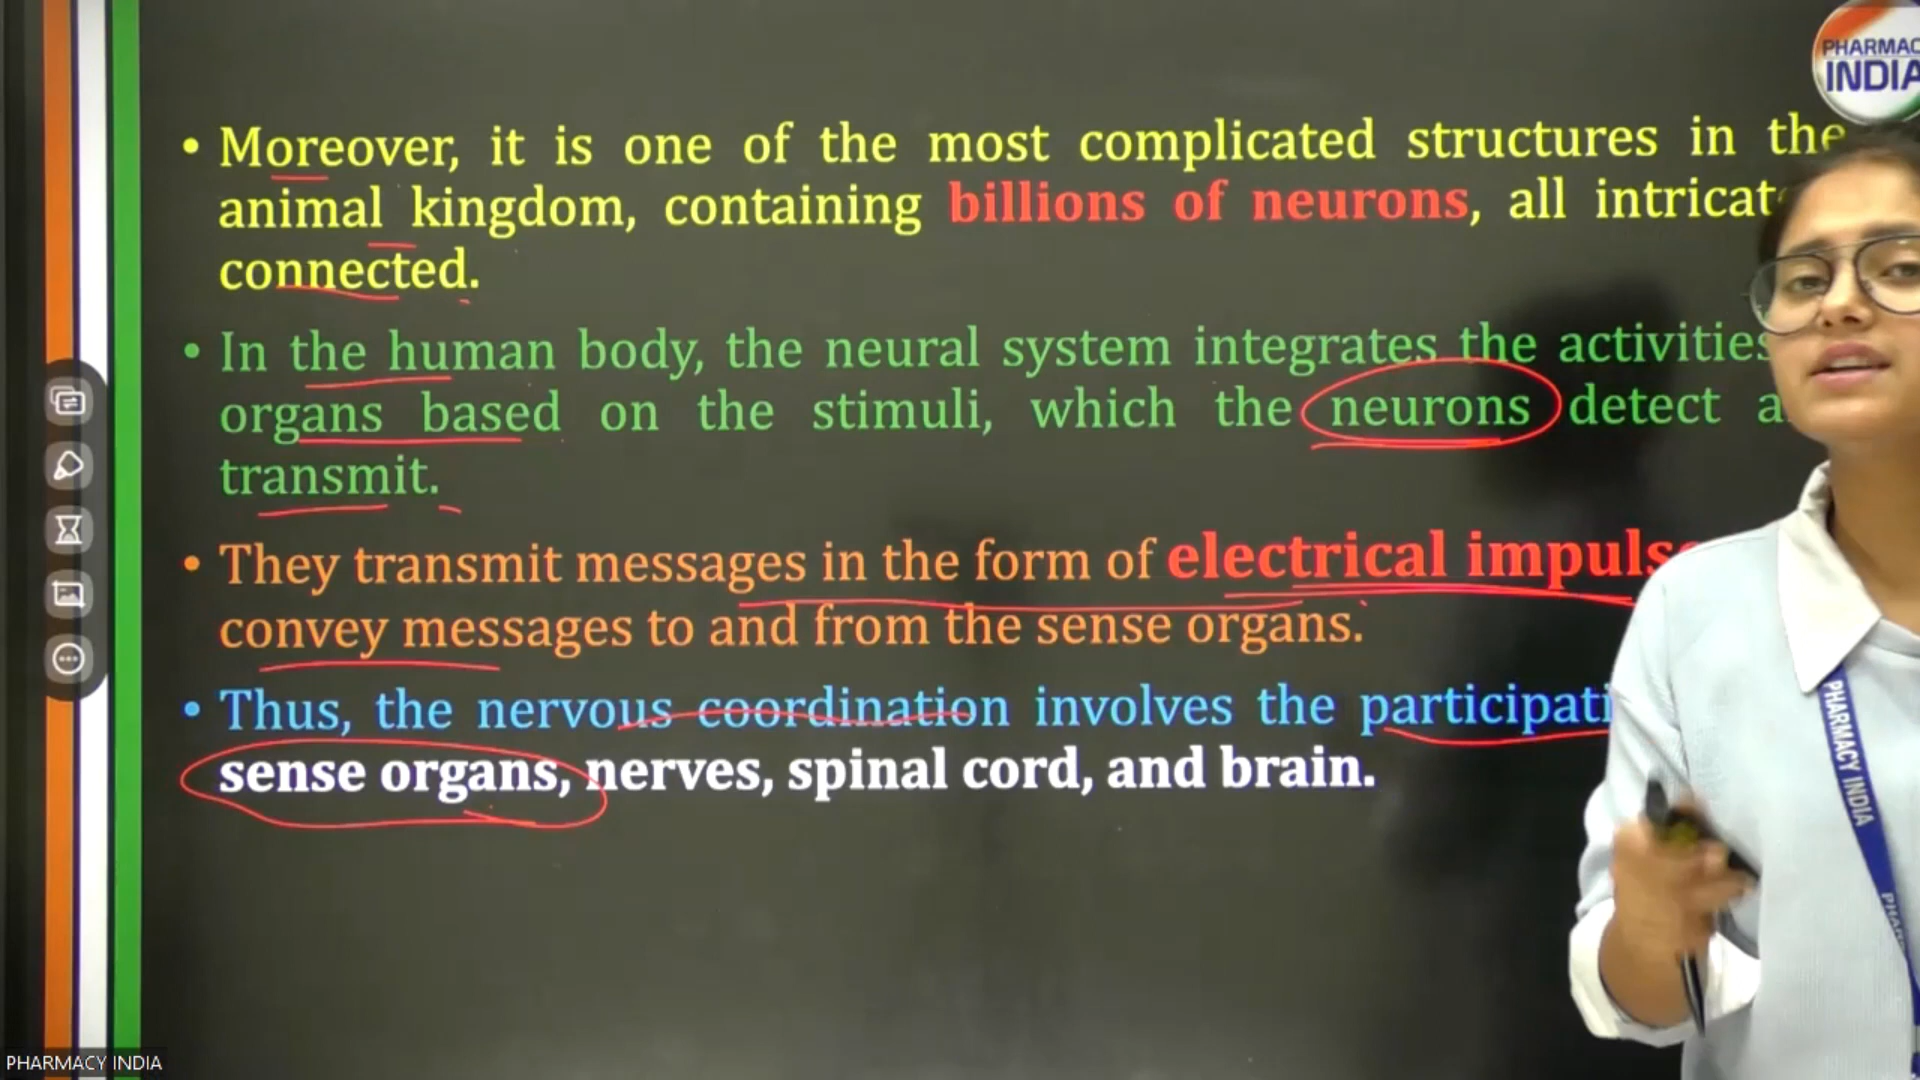 PHARMAC
INDIA
• Moreover, it is one of the most complicated structures in the
animal kingdom, containing billions of neurons, all
connected.
• In the human body, the neural system integrates the activities
organs based on the stimuli, which the neurons detect
transmit.
• They transmit messages in the form of electrical
convey messages to and from the sense organs.
• Thus, the nervous coordination involves the
sense organs, nerves, spinal cord, and brain.
PHARMACY INDIA
PHARMACY INDIA